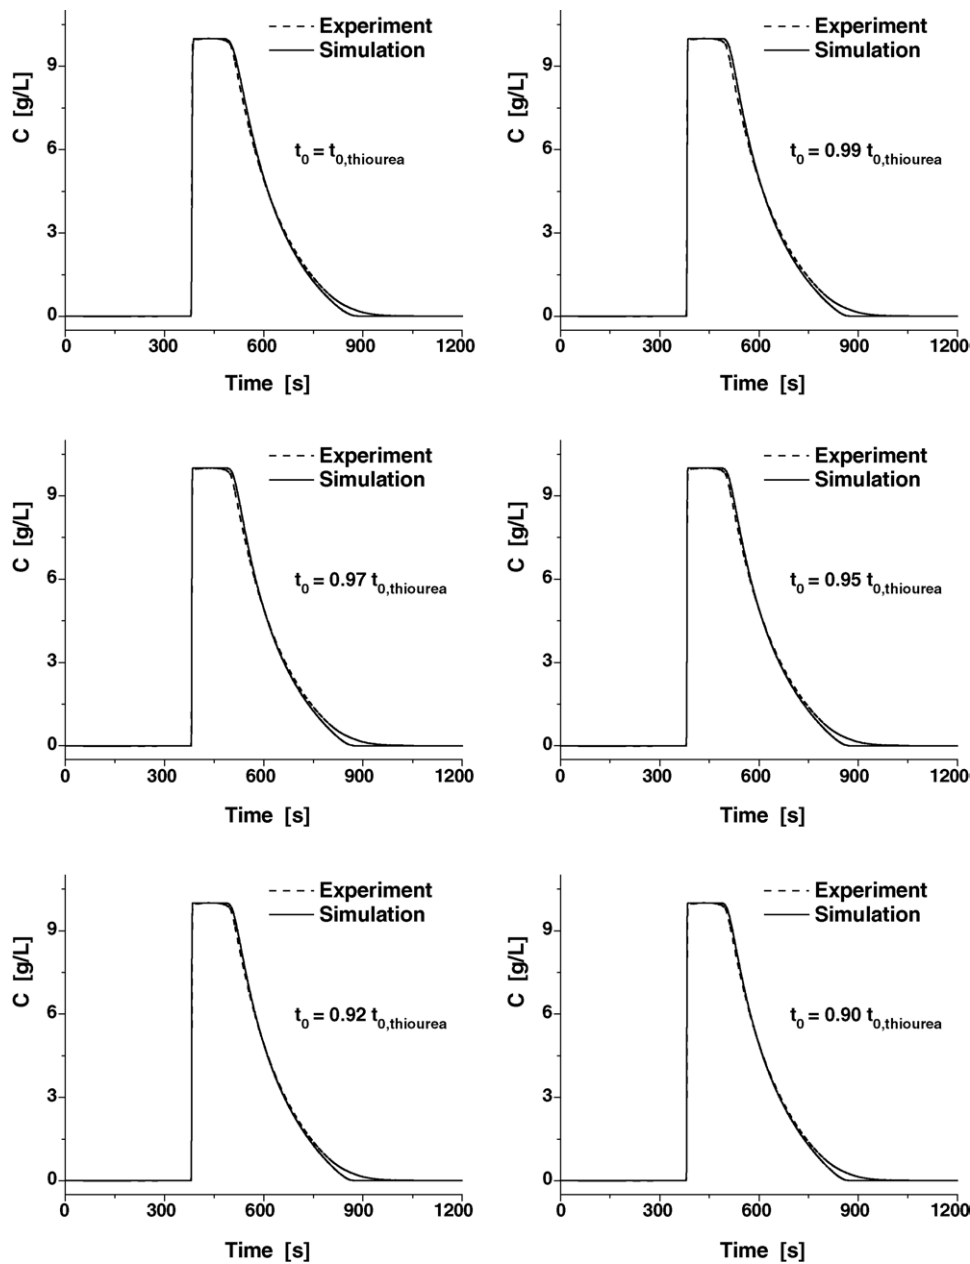 Experiment
Simulation
C [g/L]
t0 = t0,thiourea
9
6
3
0
0 300 600 900 1200
Time [s]
Experiment
Simulation
C [g/L]
t0 = 0.99 t0,thiourea
9
6
3
0
0 300 600 900 1200
Time [s]
Experiment
Simulation
C [g/L]
t0 = 0.97 t0,thiourea
9
6
3
0
0 300 600 900 1200
Time [s]
Experiment
Simulation
C [g/L]
t0 = 0.95 t0,thiourea
9
6
3
0
0 300 600 900 1200
Time [s]
Experiment
Simulation
C [g/L]
t0 = 0.92 t0,thiourea
9
6
3
0
0 300 600 900 1200
Time [s]
Experiment
Simulation
C [g/L]
t0 = 0.90 t0,thiourea
9
6
3
0
0 300 600 900 1200
Time [s]